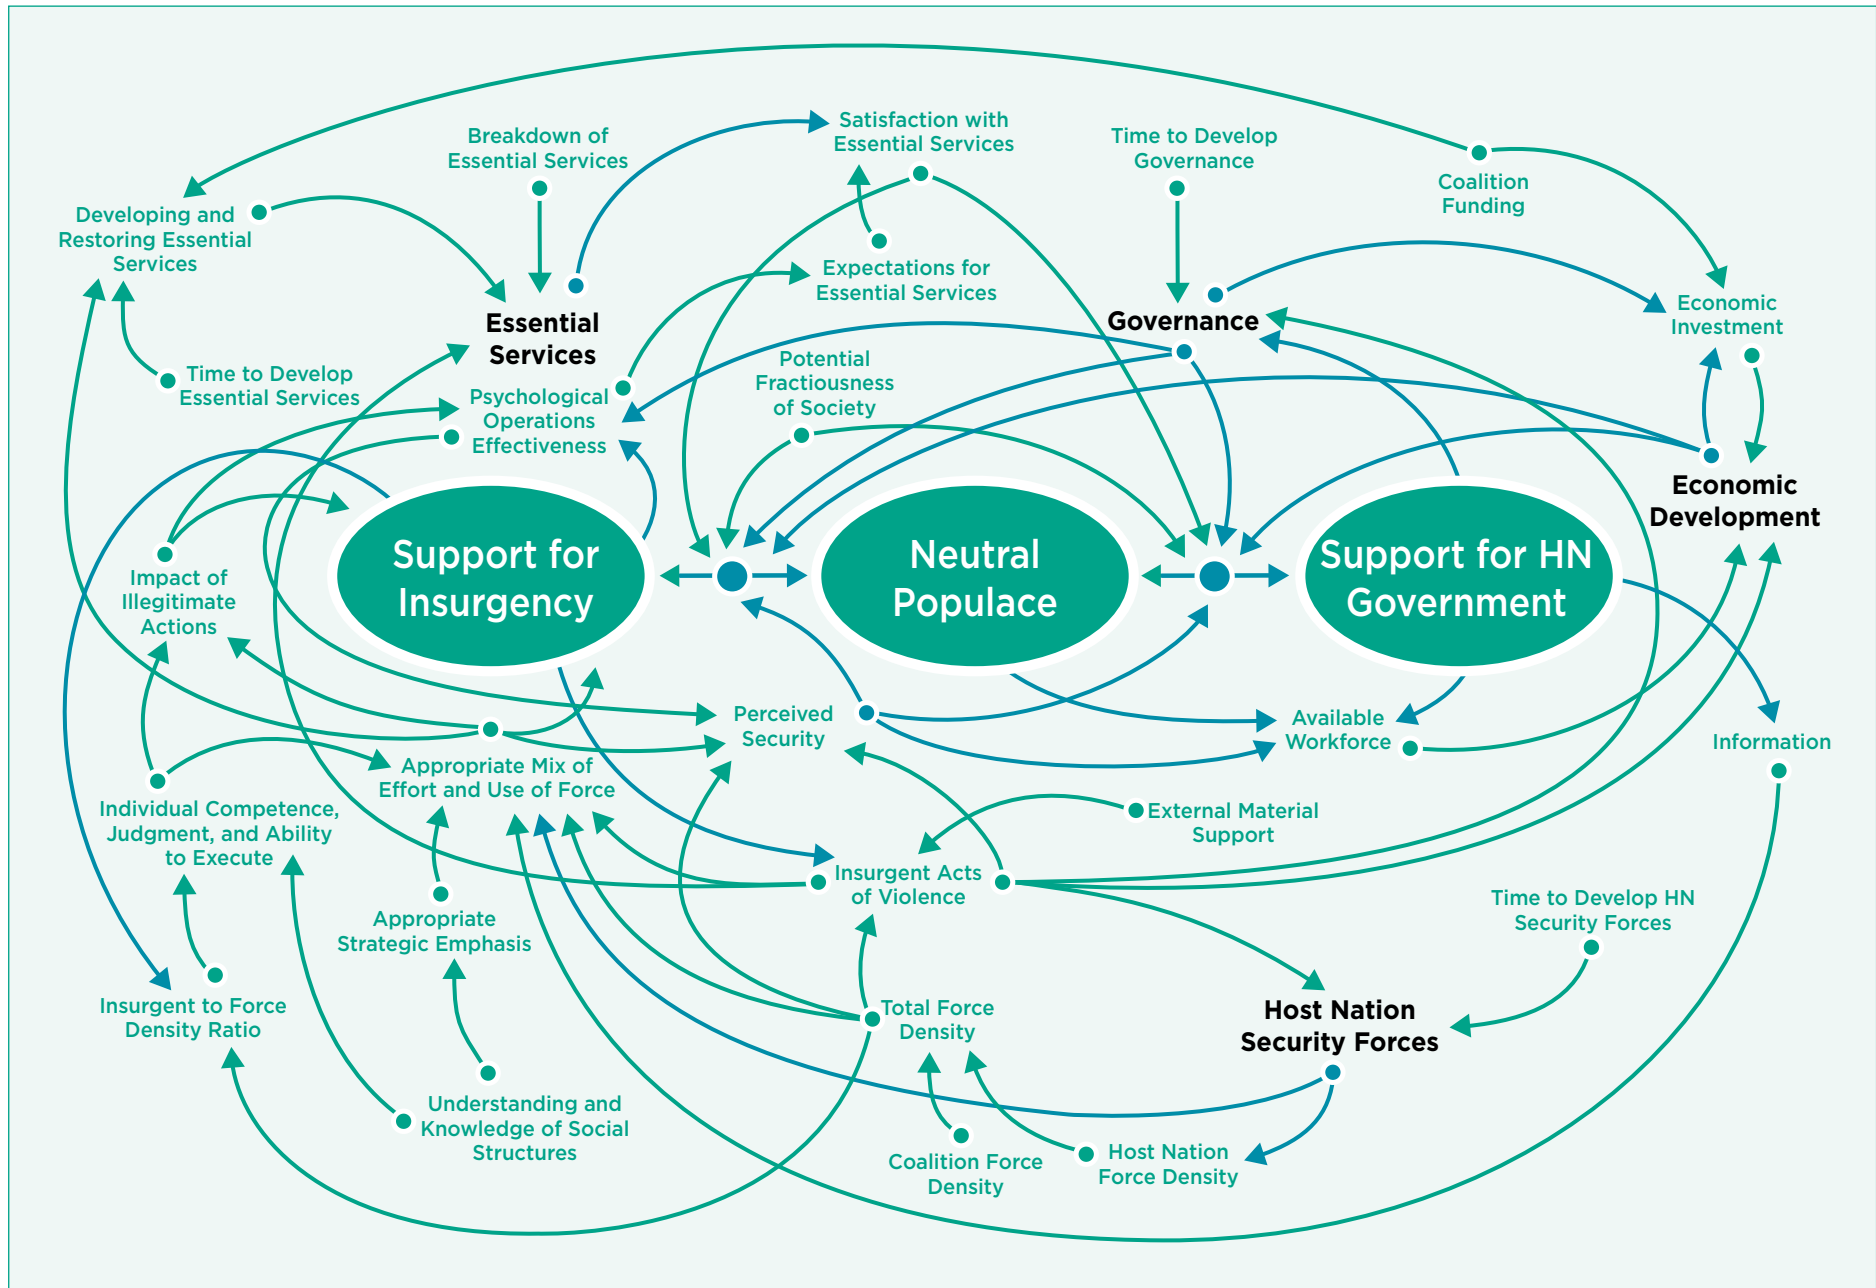 Breakdown of
Essential Services
Satisfaction with
Essential Services
Time to Develop
Governance
Coalition
Funding
Developing and
Restoring Essential
Services
Expectations for
Essential Services
Essential
Services
Governance
Economic
Investment
Time to Develop
Essential Services
Psychological
Operations
Effectiveness
Potential
Fractiousness
of Society
Economic
Development
Support for
Insurgency
Neutral
Populace
Support for HN
Government
Impact of
Illegitimate
Actions
Perceived
Security
Available
Workforce
Information
Appropriate Mix of
Effort and Use of Force
Individual Competence,
Judgment, and Ability
to Execute
External Material
Support
Insurgent Acts
of Violence
Appropriate
Strategic Emphasis
Time to Develop HN
Security Forces
Insurgent to Force
Density Ratio
Total Force
Density
Host Nation
Security Forces
Understanding and
Knowledge of Social
Structures
Coalition Force
Density
Host Nation
Force Density